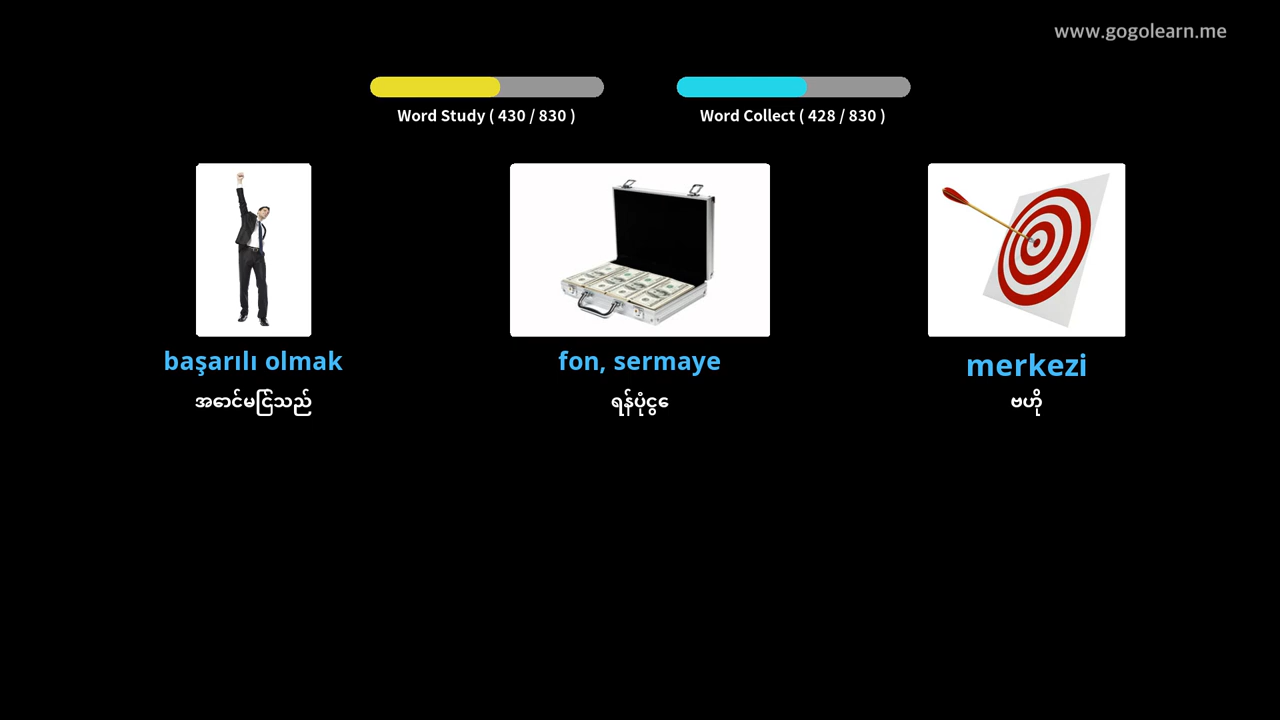 www.gogolearn.me
Word Study ( 430 / 830 )
Word Collect ( 428 / 830 )
başarılı olmak
fon, sermaye
merkezi
အောင်မြင်သည်
ရန်ပုံငွေ
ဗဟို